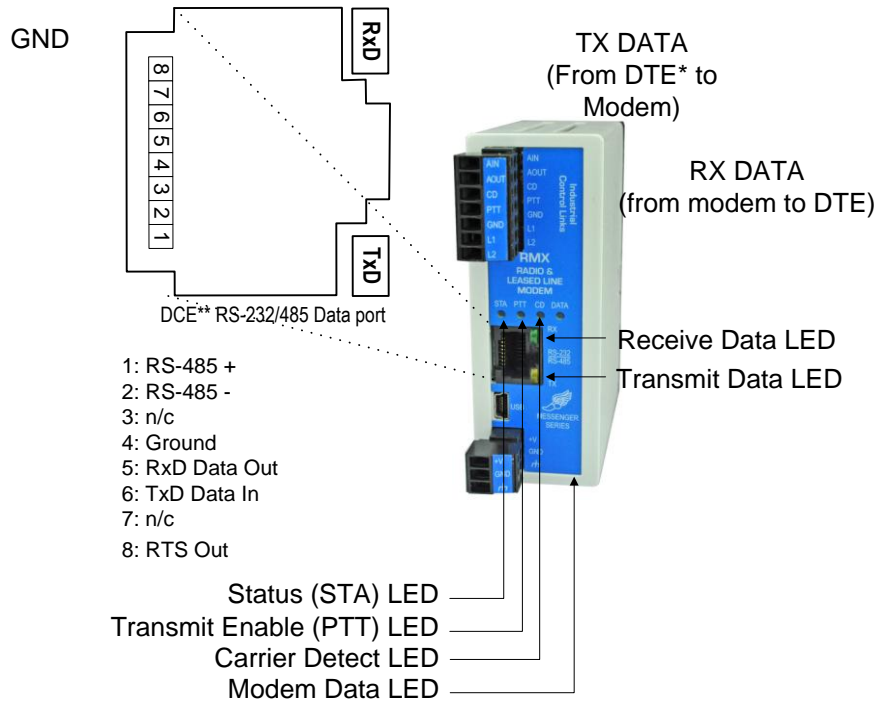 GND
RxD
8
7
6
5
4
3
2
1
TxD
DCE** RS-232/485 Data port
TX DATA
(From DTE* to
Modem)
RX DATA
(from modem to DTE)
AIN
AOUT
CD
PTT
GND
L1
L2
AIN
AOUT
CD
PTT
GND
L1
L2
Industrial
Control Links
RMX
RADIO &
LEASED LINE
MODEM
STA PTT CD DATA
RX
RS-232
RS-485
TX
USB
MESSENGER
SERIES
+V
GND
+V
GND
Receive Data LED
Transmit Data LED
1: RS-485 +
2: RS-485 -
3: n/c
4: Ground
5: RxD Data Out
6: TxD Data In
7: n/c
8: RTS Out
Status (STA) LED
Transmit Enable (PTT) LED
Carrier Detect LED
Modem Data LED